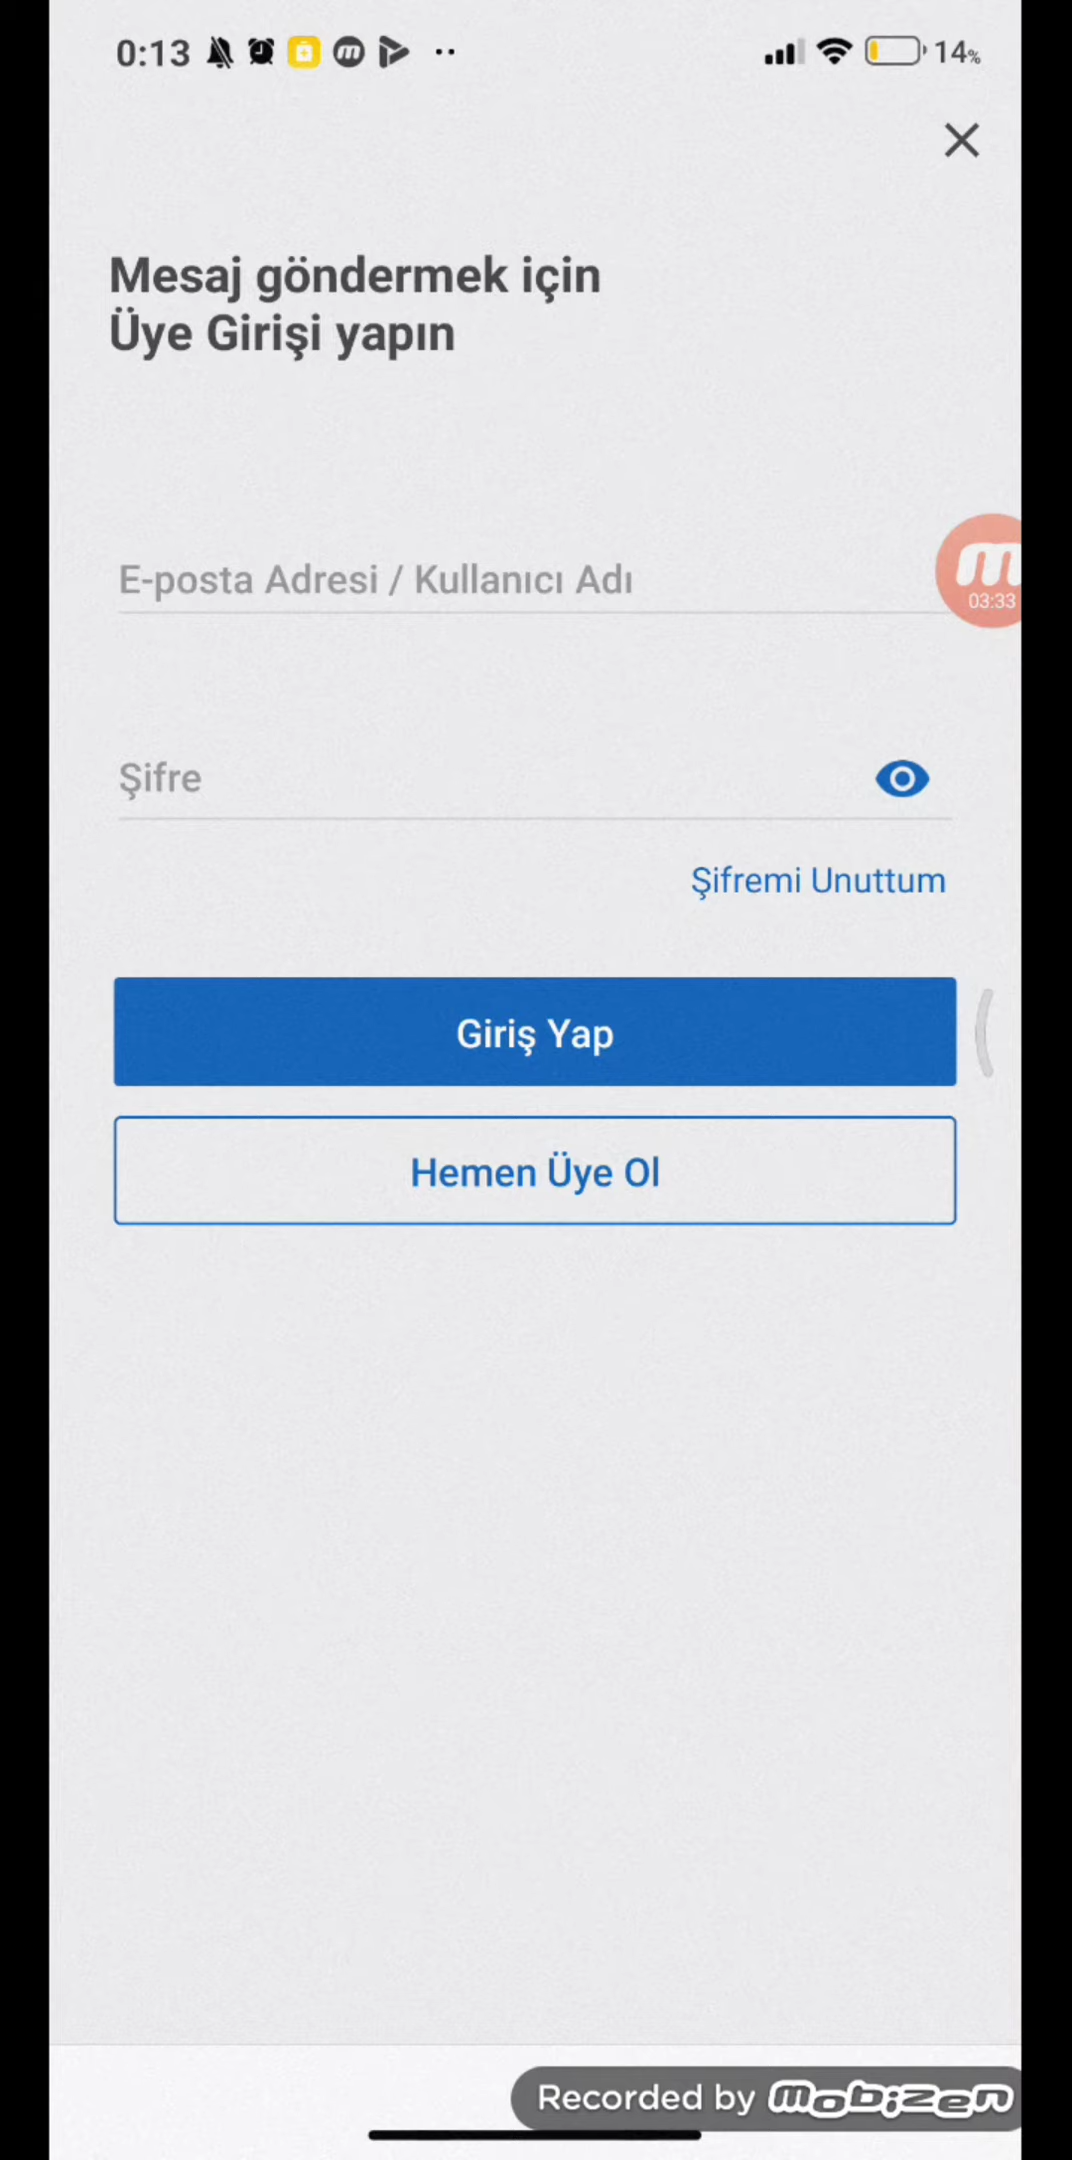 0:13
14%
Mesaj göndermek için
Üye Girişi yapın
E-posta Adresi / Kullanıcı Adı
m
03:33
Şifre
Şifremi Unuttum
Giriş Yap
Hemen Üye Ol
Recorded by mobizen